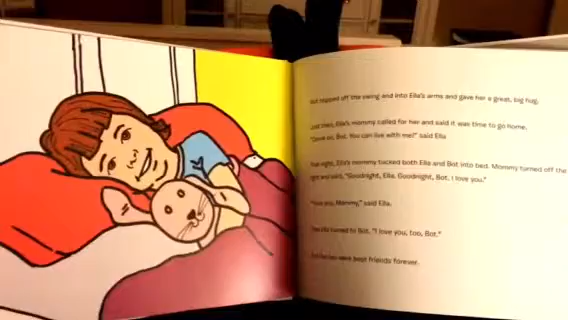 Bot hopped off the swing and into Ella's arms and gave her a great, big hug.
Just then, Ella's mommy called for her and said it was time to go home.
"Come on, Bot. You can live with me!" said Ella
That night, Ella's mommy tucked both Ella and Bot into bed. Mommy turned off the
light and said, "Goodnight, Ella. Goodnight, Bot. I love you."
"I love you, Mommy," said Ella.
Then Ella turned to Bot. "I love you, too, Bot."
And the two were best friends forever.